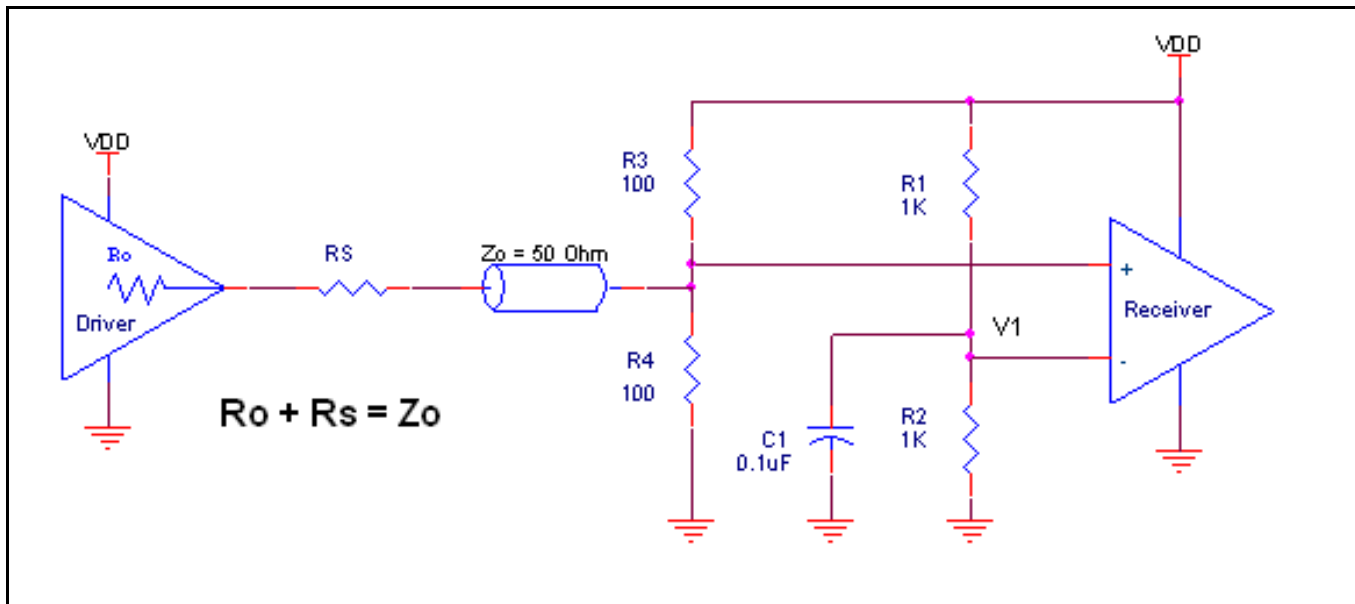 VDD
VDD
R3
100
R1
1K
Ro
RS
Zo = 50 Ohm
+
Driver
Receiver
V1
-
R4
100
Ro + Rs = Zo
R2
1K
C1
0.1uF